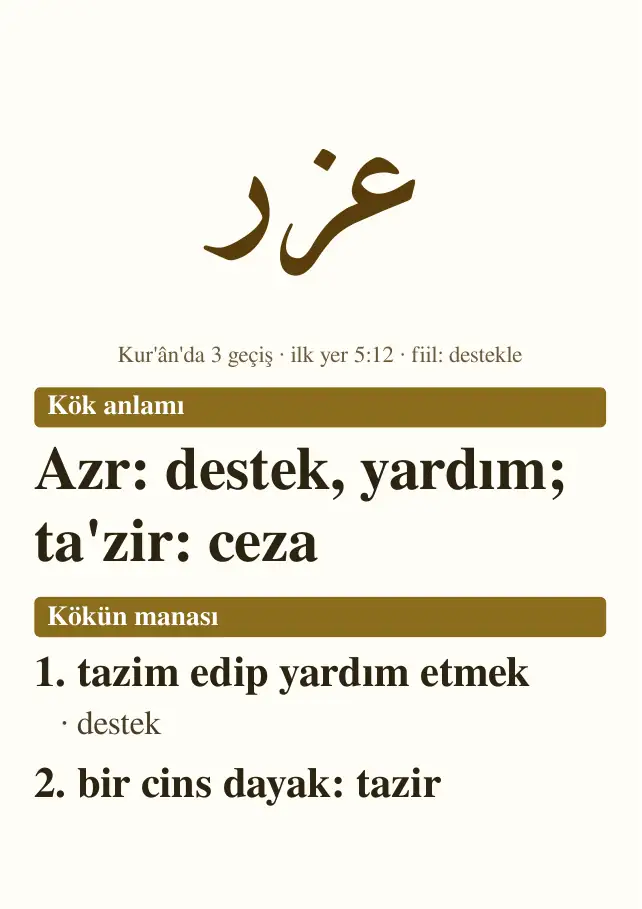 عزر
Kur'ân'da 3 geçiş · ilk yer 5:12 · fiil: destekle
Kök anlamı
Azr: destek, yardım;
ta'zir: ceza
Kökün manası
1. tazim edip yardım etmek
· destek
2. bir cins dayak: tazir